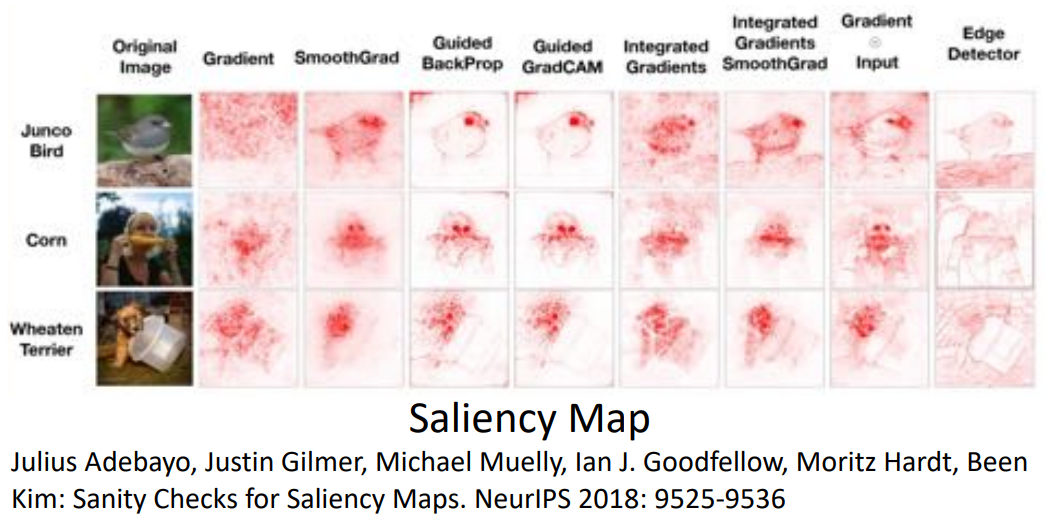 Original Image
Gradient
SmoothGrad
Guided BackProp
Guided GradCAM
Integrated Gradients
Integrated Gradients SmoothGrad
Gradient ⊙ Input
Edge Detector
Junco Bird
Corn
Wheaten Terrier
Saliency Map
Julius Adebayo, Justin Gilmer, Michael Muelly, Ian J. Goodfellow, Moritz Hardt, Been
Kim: Sanity Checks for Saliency Maps. NeurIPS 2018: 9525-9536